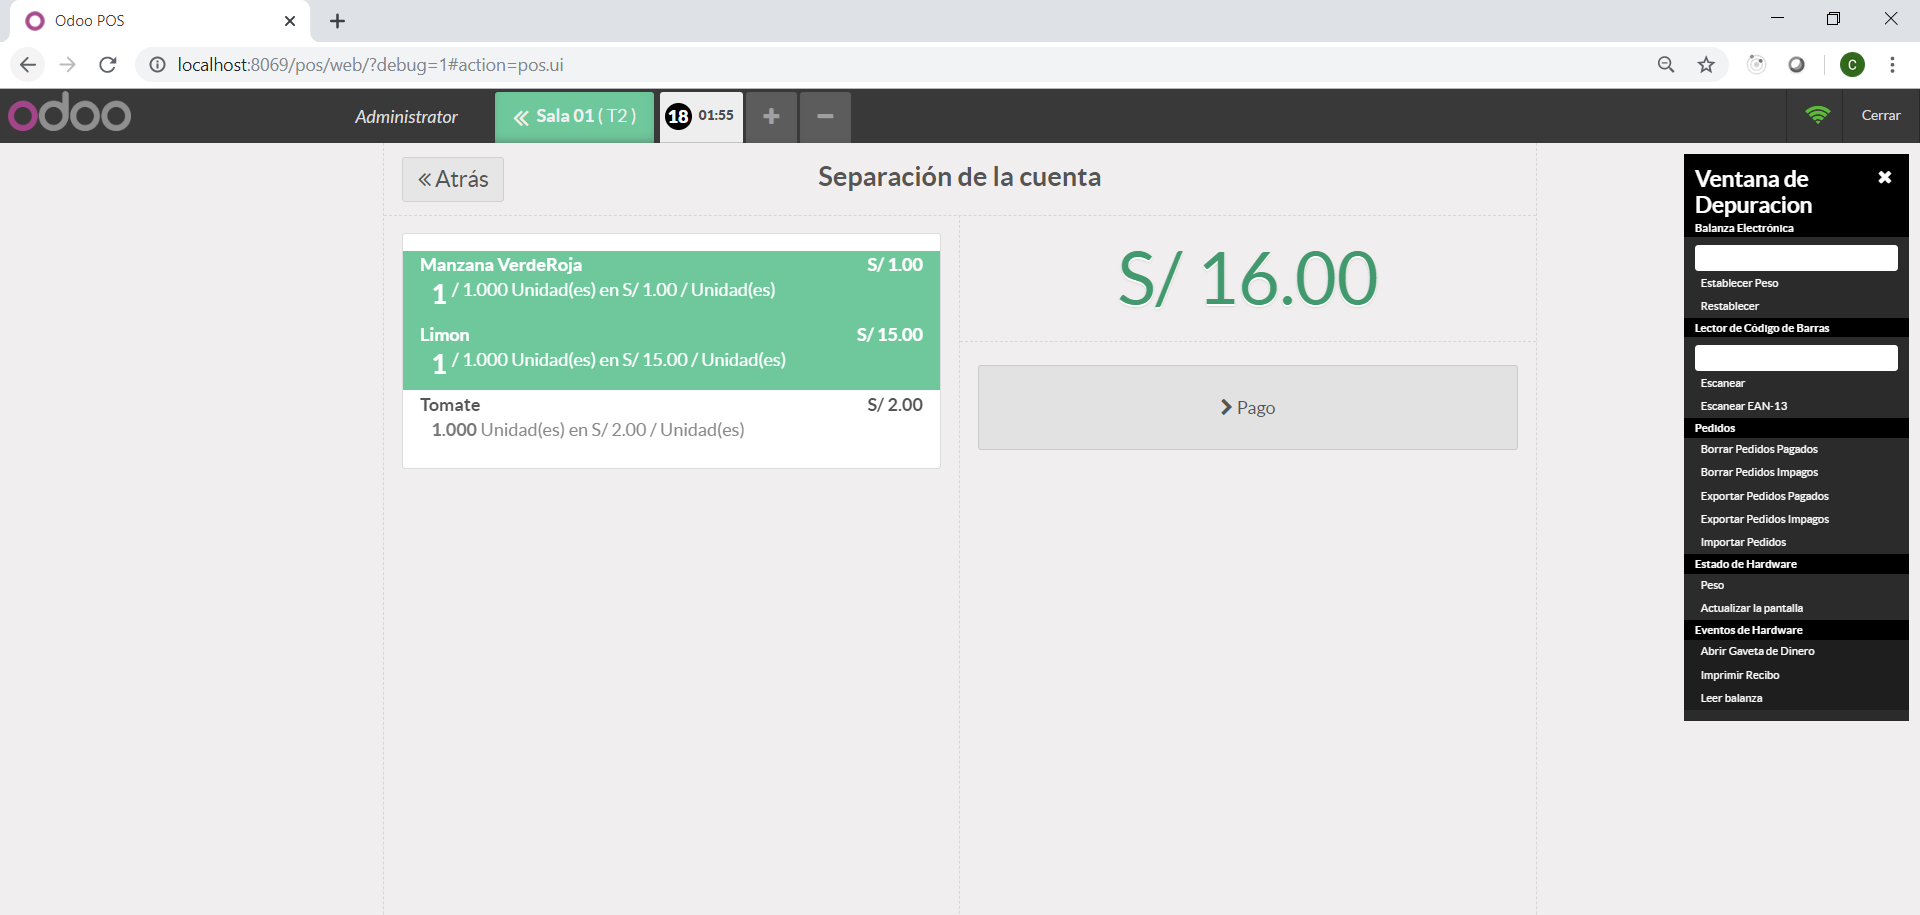 Odoo POS
localhost:8069/pos/web/?debug=1#action=pos.ui
C
odoo
Administrator
Sala 01 ( T2 )
18 01:55
Cerrar
Atrás
Separación de la cuenta
Manzana VerdeRoja S/ 1.00
1 / 1.000 Unidad(es) en S/ 1.00 / Unidad(es)
Limon S/ 15.00
1 / 1.000 Unidad(es) en S/ 15.00 / Unidad(es)
Tomate S/ 2.00
1.000 Unidad(es) en S/ 2.00 / Unidad(es)
S/ 16.00
Pago
Ventana de
Depuracion
Balanza Electrónica
Establecer Peso
Restablecer
Lector de Código de Barras
Escanear
Escanear EAN-13
Pedidos
Borrar Pedidos Pagados
Borrar Pedidos Impagos
Exportar Pedidos Pagados
Exportar Pedidos Impagos
Importar Pedidos
Estado de Hardware
Peso
Actualizar la pantalla
Eventos de Hardware
Abrir Gaveta de Dinero
Imprimir Recibo
Leer balanza